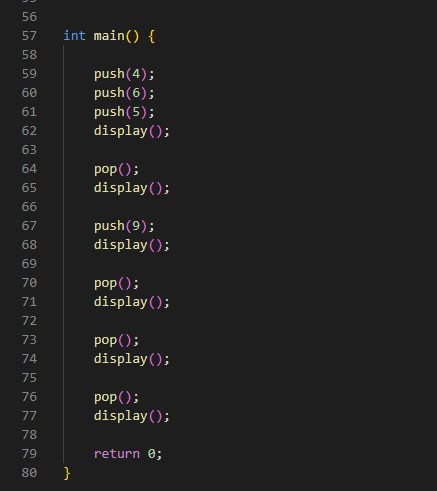 56
57 int main() {
58
59 push(4);
60 push(6);
61 push(5);
62 display();
63
64 pop();
65 display();
66
67 push(9);
68 display();
69
70 pop();
71 display();
72
73 pop();
74 display();
75
76 pop();
77 display();
78
79 return 0;
80 }